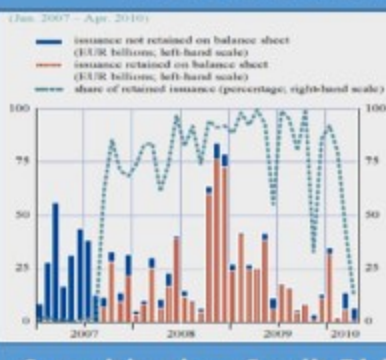 (Jan. 2007 – Apr. 2010)
issuance not retained on balance sheet
(EUR billions; left-hand scale)
issuance retained on balance sheet
(EUR billions; left-hand scale)
share of retained issuance (percentage; right-hand scale)
100 100
75 75
50 50
25 25
0 0
2007 2008 2009 2010